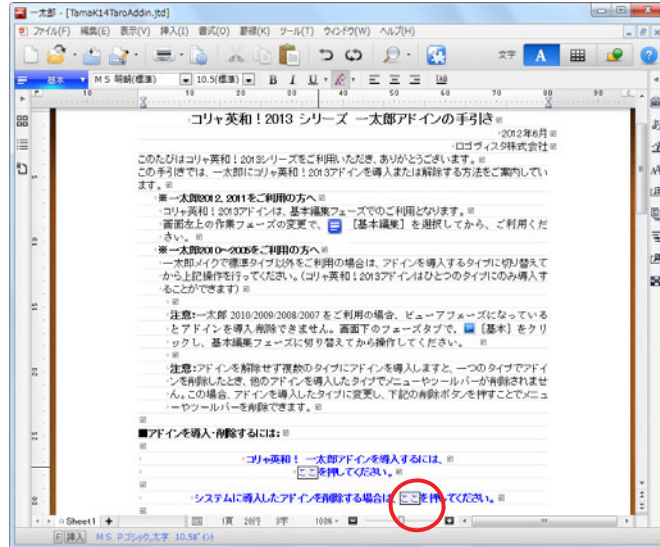 一太郎 - [TamaK14TaroAddin.jtd]
ファイル(F) 編集(E) 表示(V) 挿入(I) 書式(O) 罫線(K) ツール(T) ウィンドウ(W) ヘルプ(H)
文字 A
基本 MS 明朝(標準) 10.5(標準) B I U
10 10 20 30 40 50 60 70 80 90
コリャ英和！2013 シリーズ 一太郎アドインの手引き
2012年6月
ロゴヴィスタ株式会社
このたびはコリャ英和！2013シリーズをご利用いただき、ありがとうございます。
この手引きでは、一太郎にコリャ英和！2013アドインを導入または解除する方法をご案内してい
ます。
※一太郎2012, 2011をご利用の方へ
コリャ英和！2013アドインは、基本編集フェーズでのご利用となります。
画面左上の作業フェーズの変更で、 [基本編集] を選択してから、ご利用くだ
さい。
※一太郎2010～2005をご利用の方へ
一太郎メイクで標準タイプ以外をご利用の場合は、アドインを導入するタイプに切り替えて
から上記操作を行ってください。(コリャ英和！2013アドインはひとつのタイプにのみ導入す
ることができます)
注意:一太郎 2010/2009/2008/2007 をご利用の場合、ビューアフェーズになっている
とアドインを導入・削除できません。画面下のフェーズタブで、 [基本] をクリ
ックし、基本編集フェーズに切り替えてから操作してください。
注意:アドインを解除せず複数のタイプにアドインを導入しますと、一つのタイプでアドイ
ンを削除したとき、他のアドインを導入したタイプでメニューやツールバーが削除されませ
ん。この場合、アドインを導入したタイプに変更し、下記の削除ボタンを押すことでメニュ
ーやツールバーを削除できます。
■アドインを導入・削除するには:
コリャ英和！ 一太郎アドインを導入するには、
ここを押してください。
システムに導入したアドインを削除する場合は、ここを押してください。
Sheet1 1頁 20行 3字 100%
挿入 MS Pゴシック,太字 10.5ポイント